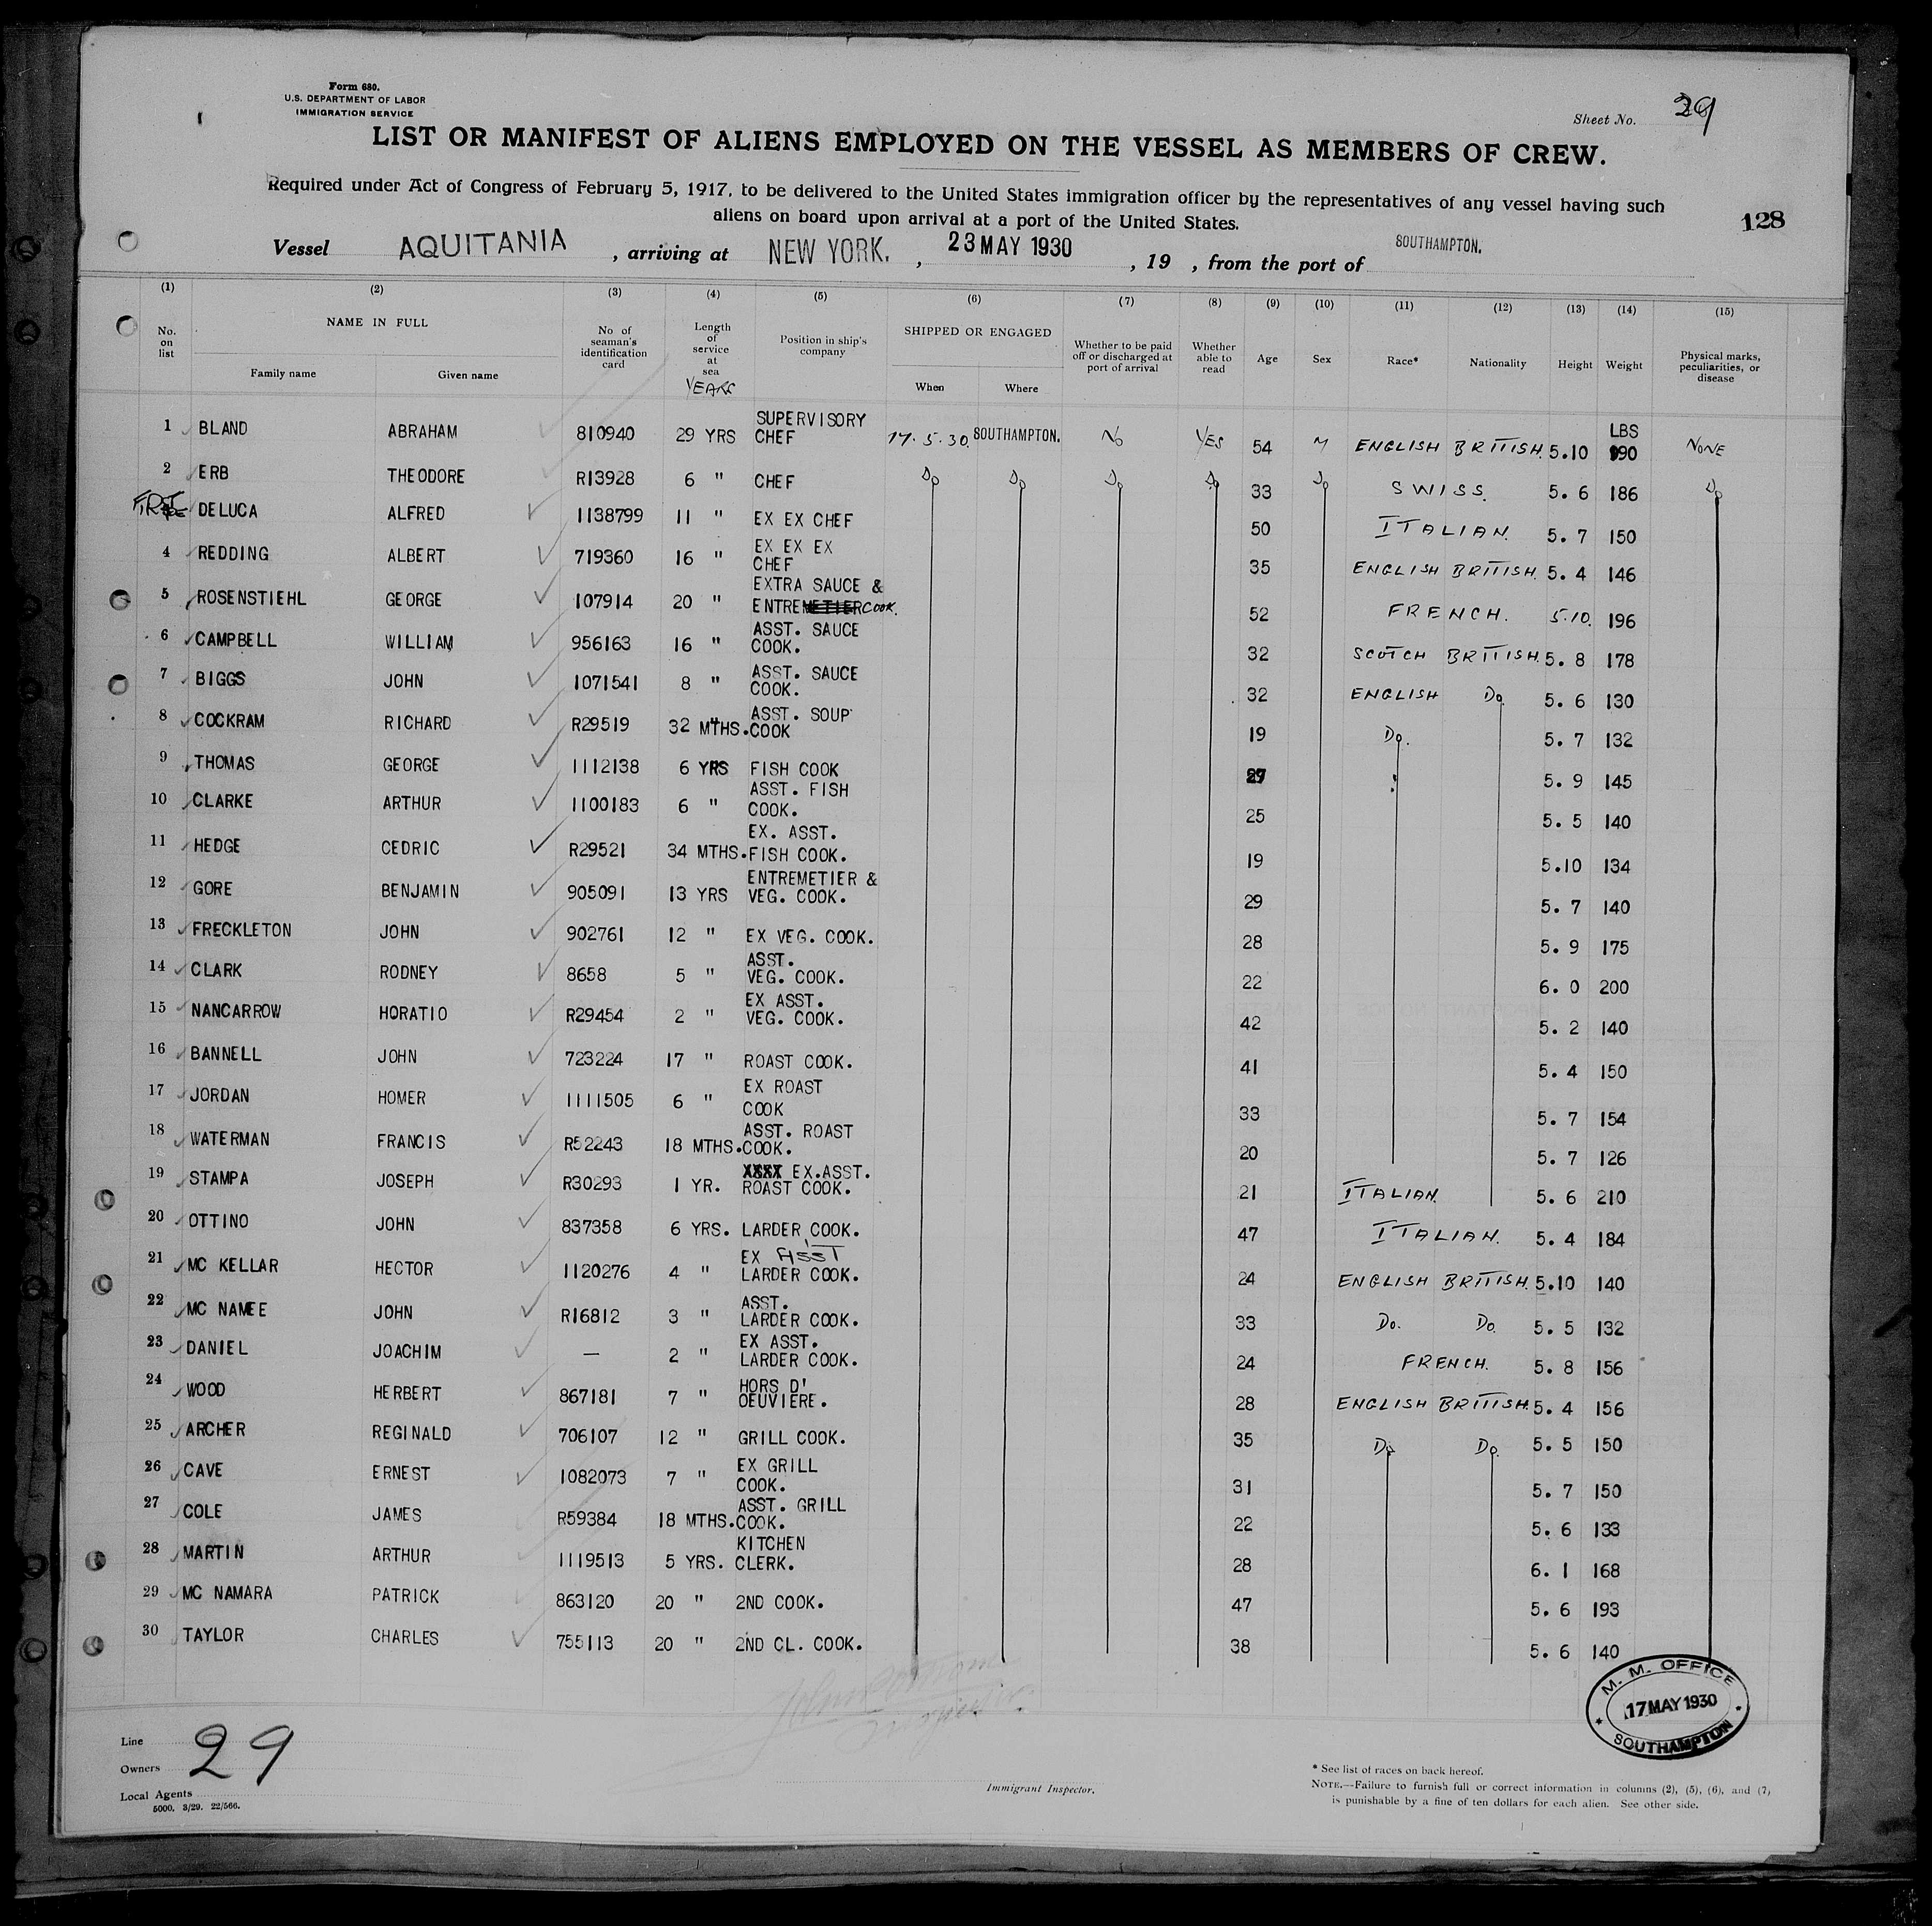 Form 680.
U.S. DEPARTMENT OF LABOR
IMMIGRATION SERVICE
Sheet No. 29
LIST OR MANIFEST OF ALIENS EMPLOYED ON THE VESSEL AS MEMBERS OF CREW.
Required under Act of Congress of February 5, 1917, to be delivered to the United States immigration officer by the representatives of any vessel having such
aliens on board upon arrival at a port of the United States.
128
Vessel AQUITANIA , arriving at NEW YORK. , 23 MAY 1930 , 19 , from the port of SOUTHAMPTON.
(1) (2) (3) (4) (5) (6) (7) (8) (9) (10) (11) (12) (13) (14) (15)
No. on list NAME IN FULL Family name Given name No of seaman's identification card Length of service at sea YEARS Position in ship's company SHIPPED OR ENGAGED When Where Whether to be paid off or discharged at port of arrival Whether able to read Age Sex Race* Nationality Height Weight Physical marks, peculiarities, or disease
1 BLAND ABRAHAM 810940 29 YRS SUPERVISORY CHEF 17.5.30. SOUTHAMPTON. NO YES 54 M ENGLISH BRITISH. 5.10 LBS 190 NONE
2 ERB THEODORE R13928 6 " CHEF Do Do Do Do 33 Do SWISS. 5. 6 186 Do
DELUCA ALFRED 1138799 11 " EX EX CHEF 50 ITALIAN. 5. 7 150
4 REDDING ALBERT 719360 16 " EX EX EX CHEF 35 ENGLISH BRITISH. 5. 4 146
5 ROSENSTIEHL GEORGE 107914 20 " EXTRA SAUCE & ENTREMETIER COOK. 52 FRENCH. 5.10. 196
6 CAMPBELL WILLIAM 956163 16 " ASST. SAUCE COOK. 32 SCOTCH BRITISH. 5. 8 178
7 BIGGS JOHN 1071541 8 " ASST. SAUCE COOK. 32 ENGLISH Do 5. 6 130
8 COCKRAM RICHARD R29519 32 MTHS. ASST. SOUP COOK 19 Do. 5. 7 132
9 THOMAS GEORGE 1112138 6 YRS FISH COOK 5. 9 145
10 CLARKE ARTHUR 1100183 6 " ASST. FISH COOK. 25 5. 5 140
11 HEDGE CEDRIC R29521 34 MTHS. EX. ASST. FISH COOK. 19 5.10 134
12 GORE BENJAMIN 905091 13 YRS ENTREMETIER & VEG. COOK. 29 5. 7 140
13 FRECKLETON JOHN 902761 12 " EX VEG. COOK. 28 5. 9 175
14 CLARK RODNEY 8658 5 " ASST. VEG. COOK. 22 6. 0 200
15 NANCARROW HORATIO R29454 2 " EX ASST. VEG. COOK. 42 5. 2 140
16 BANNELL JOHN 723224 17 " ROAST COOK. 41 5. 4 150
17 JORDAN HOMER 1111505 6 " EX ROAST COOK 33 5. 7 154
18 WATERMAN FRANCIS R52243 18 MTHS. ASST. ROAST COOK. 20 5. 7 126
19 STAMPA JOSEPH R30293 1 YR. XXXX EX.ASST. ROAST COOK. 21 ITALIAN. 5. 6 210
20 OTTINO JOHN 837358 6 YRS. LARDER COOK. 47 ITALIAN. 5. 4 184
21 MC KELLAR HECTOR 1120276 4 " EX ASST LARDER COOK. 24 ENGLISH BRITISH. 5.10 140
22 MC NAMEE JOHN R16812 3 " ASST. LARDER COOK. 33 Do. Do. 5. 5 132
23 DANIEL JOACHIM — 2 " EX ASST. LARDER COOK. 24 FRENCH. 5. 8 156
24 WOOD HERBERT 867181 7 " HORS D' OEUVIERE. 28 ENGLISH BRITISH. 5. 4 156
25 ARCHER REGINALD 706107 12 " GRILL COOK. 35 Do Do 5. 5 150
26 CAVE ERNEST 1082073 7 " EX GRILL COOK. 31 5. 7 150
27 COLE JAMES R59384 18 MTHS. ASST. GRILL COOK. 22 5. 6 133
28 MARTIN ARTHUR 1119513 5 YRS. KITCHEN CLERK. 28 6. 1 168
29 MC NAMARA PATRICK 863120 20 " 2ND COOK. 47 5. 6 193
30 TAYLOR CHARLES 755113 20 " 2ND CL. COOK. 38 5. 6 140
M. M. OFFICE
17 MAY 1930
SOUTHAMPTON
Line
Owners 29
Local Agents
5000. 3/29. 22/566.
Immigrant Inspector.
* See list of races on back hereof.
NOTE.—Failure to furnish full or correct information in columns (2), (5), (6), and (7)
is punishable by a fine of ten dollars for each alien. See other side.